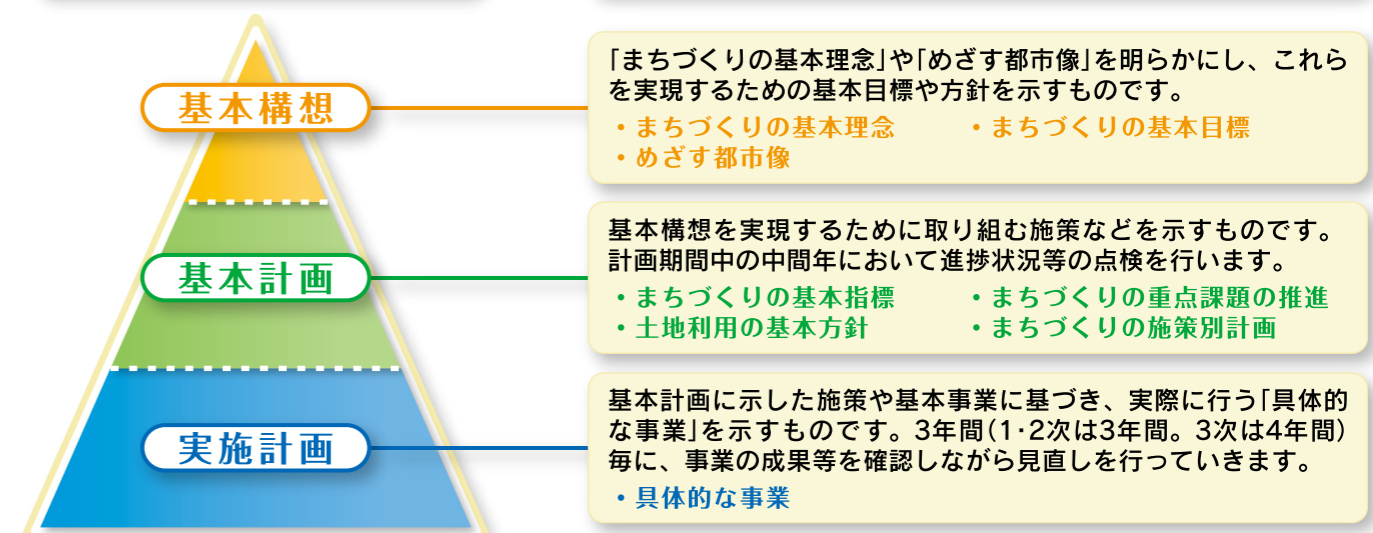 基本構想
「まちづくりの基本理念」や「めざす都市像」を明らかにし、これら
を実現するための基本目標や方針を示すものです。
・まちづくりの基本理念 ・まちづくりの基本目標
・めざす都市像
基本計画
基本構想を実現するために取り組む施策などを示すものです。
計画期間中の中間年において進捗状況等の点検を行います。
・まちづくりの基本指標 ・まちづくりの重点課題の推進
・土地利用の基本方針 ・まちづくりの施策別計画
実施計画
基本計画に示した施策や基本事業に基づき、実際に行う「具体的
な事業」を示すものです。3年間(1・2次は3年間。3次は4年間)
毎に、事業の成果等を確認しながら見直しを行っていきます。
・具体的な事業